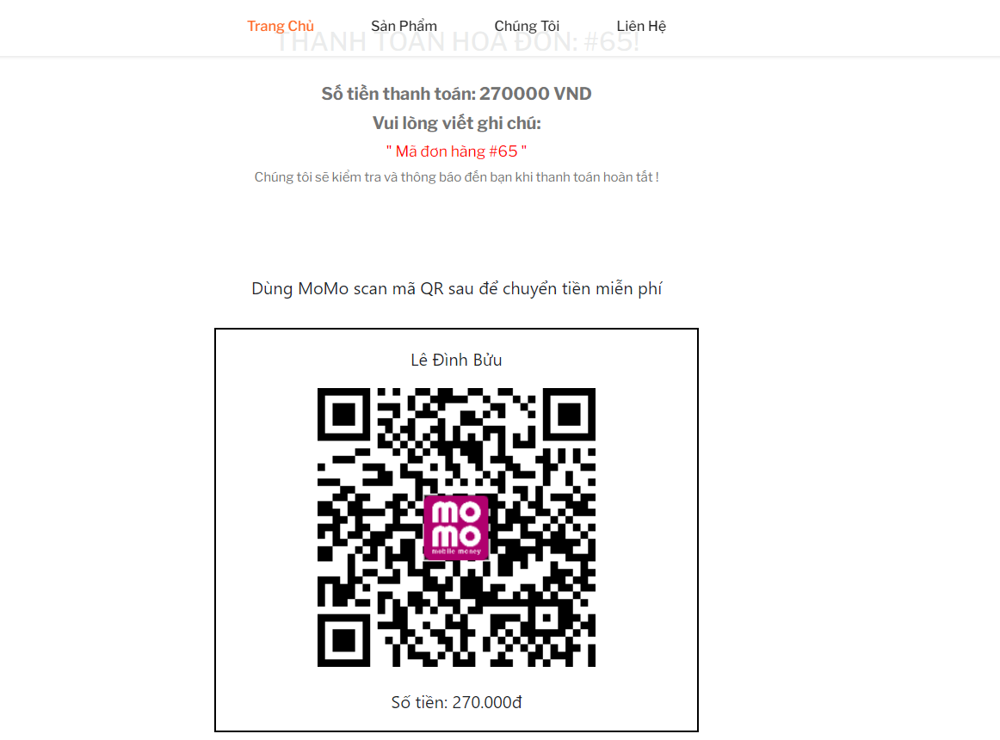 Trang Chủ Sản Phẩm Chúng Tôi Liên Hệ
THANH TOÁN HOÁ ĐƠN: #65!
Số tiền thanh toán: 270000 VND
Vui lòng viết ghi chú:
" Mã đơn hàng #65 "
Chúng tôi sẽ kiểm tra và thông báo đến bạn khi thanh toán hoàn tất !
Dùng MoMo scan mã QR sau để chuyển tiền miễn phí
Lê Đình Bửu
mo
mo
mobile money
Số tiền: 270.000đ